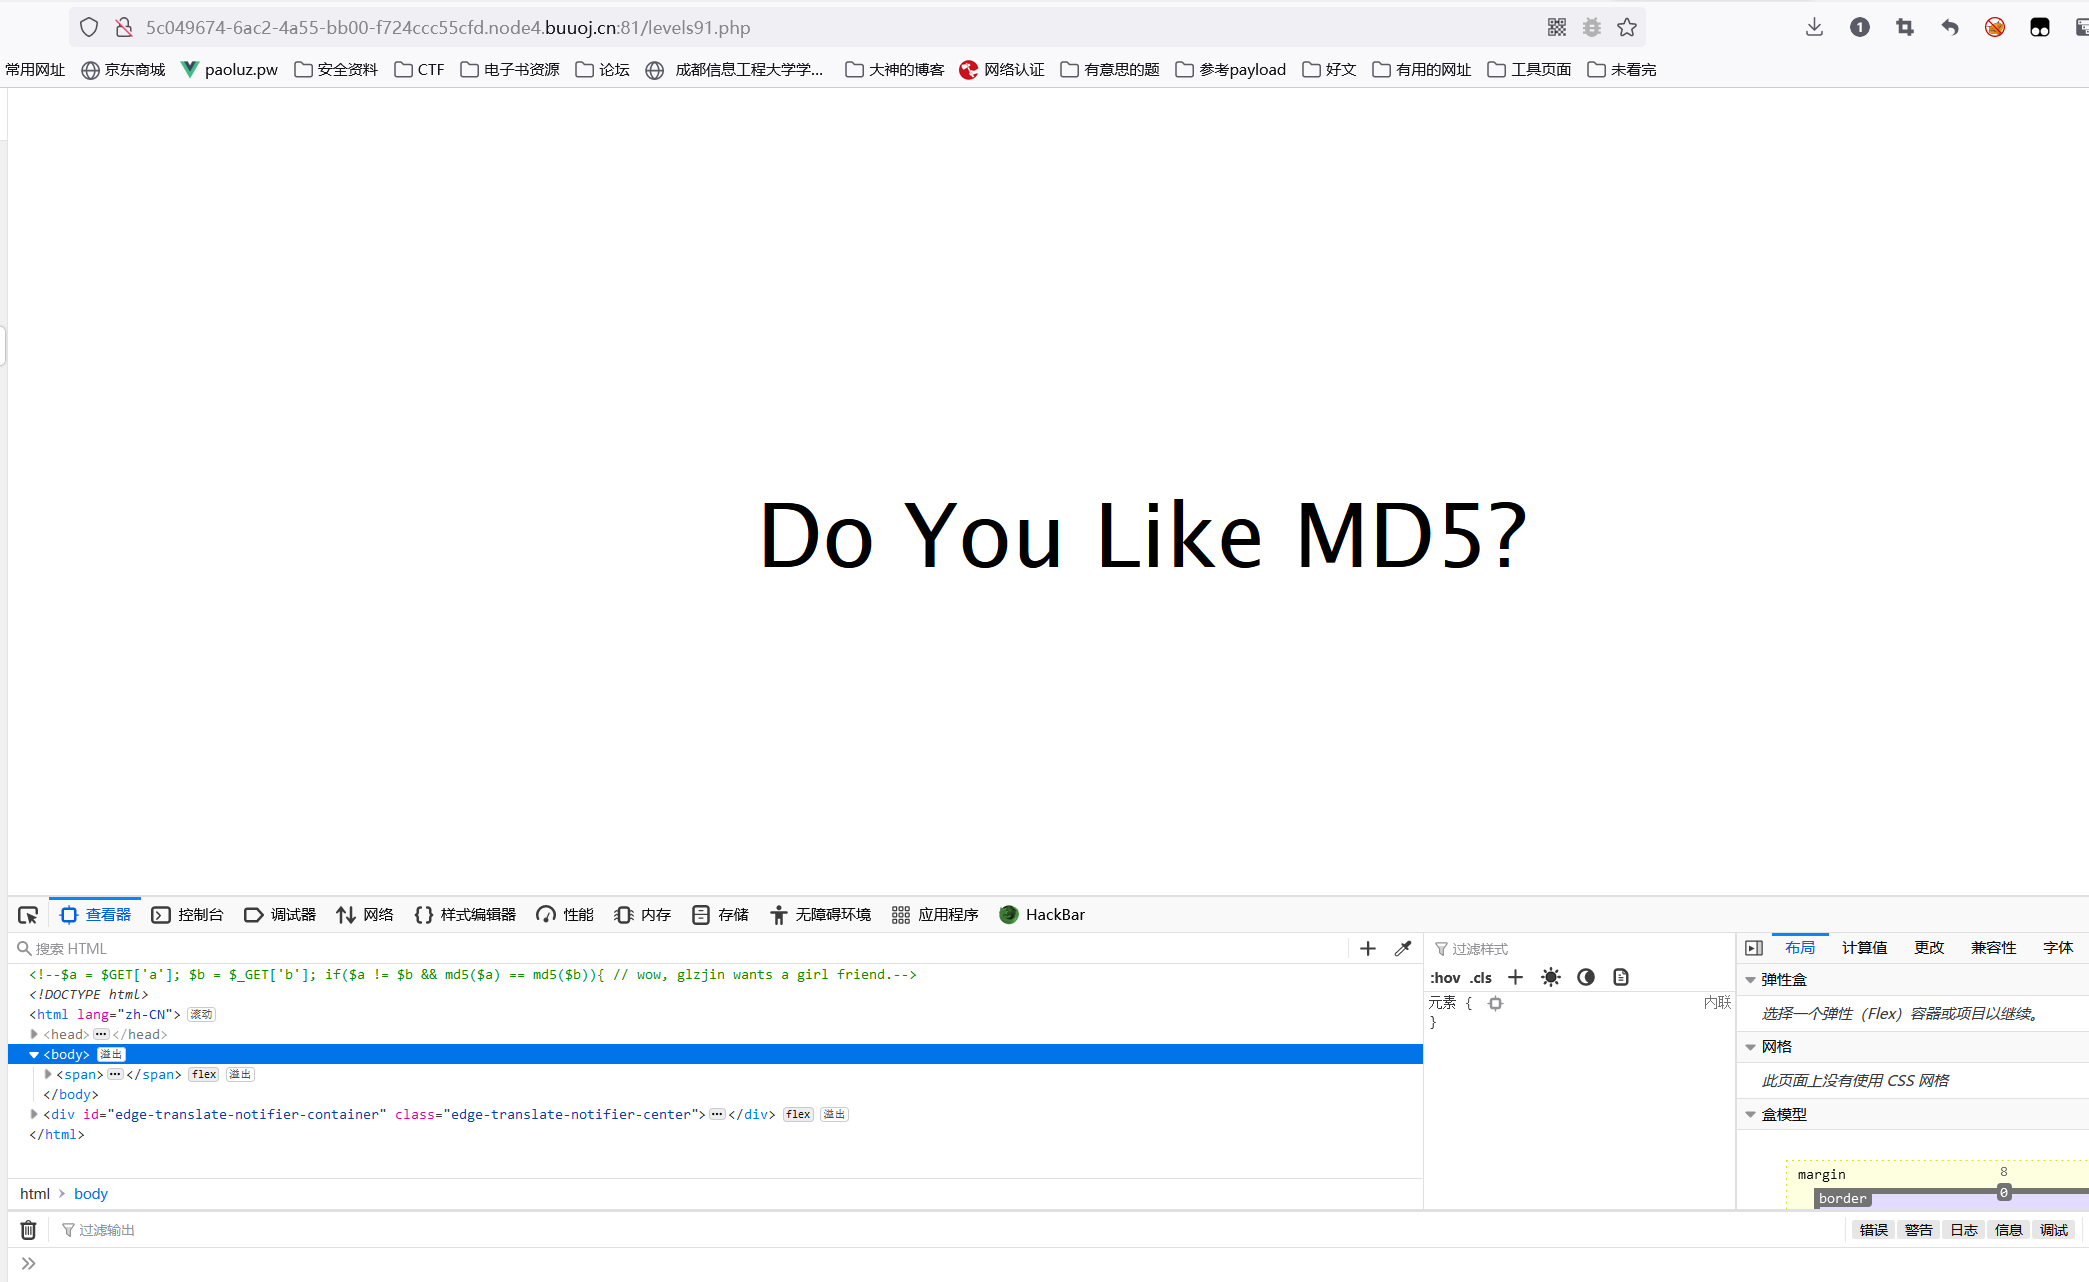 5c049674-6ac2-4a55-bb00-f724ccc55cfd.node4.buuoj.cn:81/levels91.php
常用网址 京东商城 paoluz.pw 安全资料 CTF 电子书资源 论坛 成都信息工程大学学... 大神的博客 网络认证 有意思的题 参考payload 好文 有用的网址 工具页面 未看完
Do You Like MD5?
查看器 控制台 调试器 网络 样式编辑器 性能 内存 存储 无障碍环境 应用程序 HackBar
搜索 HTML
<!--$a = $GET['a']; $b = $_GET['b']; if($a != $b && md5($a) == md5($b)){ // wow, glzjin wants a girl friend.-->
<!DOCTYPE html>
<html lang="zh-CN"> 滚动
<head> ••• </head>
<body> 溢出
<span> ••• </span> flex 溢出
</body>
<div id="edge-translate-notifier-container" class="edge-translate-notifier-center"> ••• </div> flex 溢出
</html>
html > body
过滤样式
:hov .cls
元素 { 内联
}
布局 计算值 更改 兼容性 字体
弹性盒
选择一个弹性（Flex）容器或项目以继续。
网格
此页面上没有使用 CSS 网格
盒模型
margin 8
border 0
过滤输出 错误 警告 日志 信息 调试